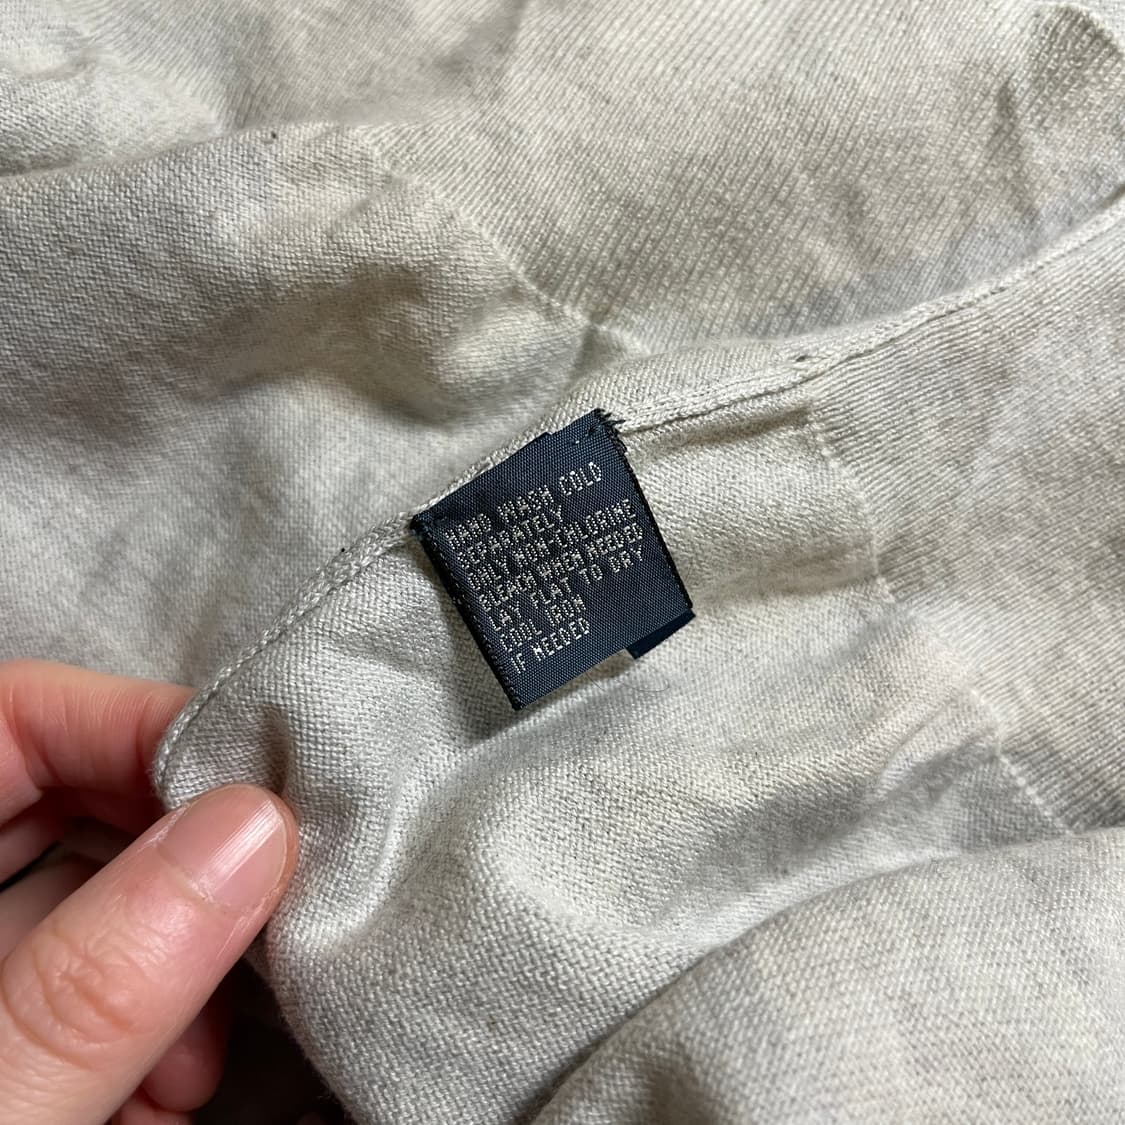 HAND WASH COLD
SEPARATELY
ONLY NON CHLORINE
BLEACH WHEN NEEDED
LAY FLAT TO DRY
COOL IRON
IF NEEDED